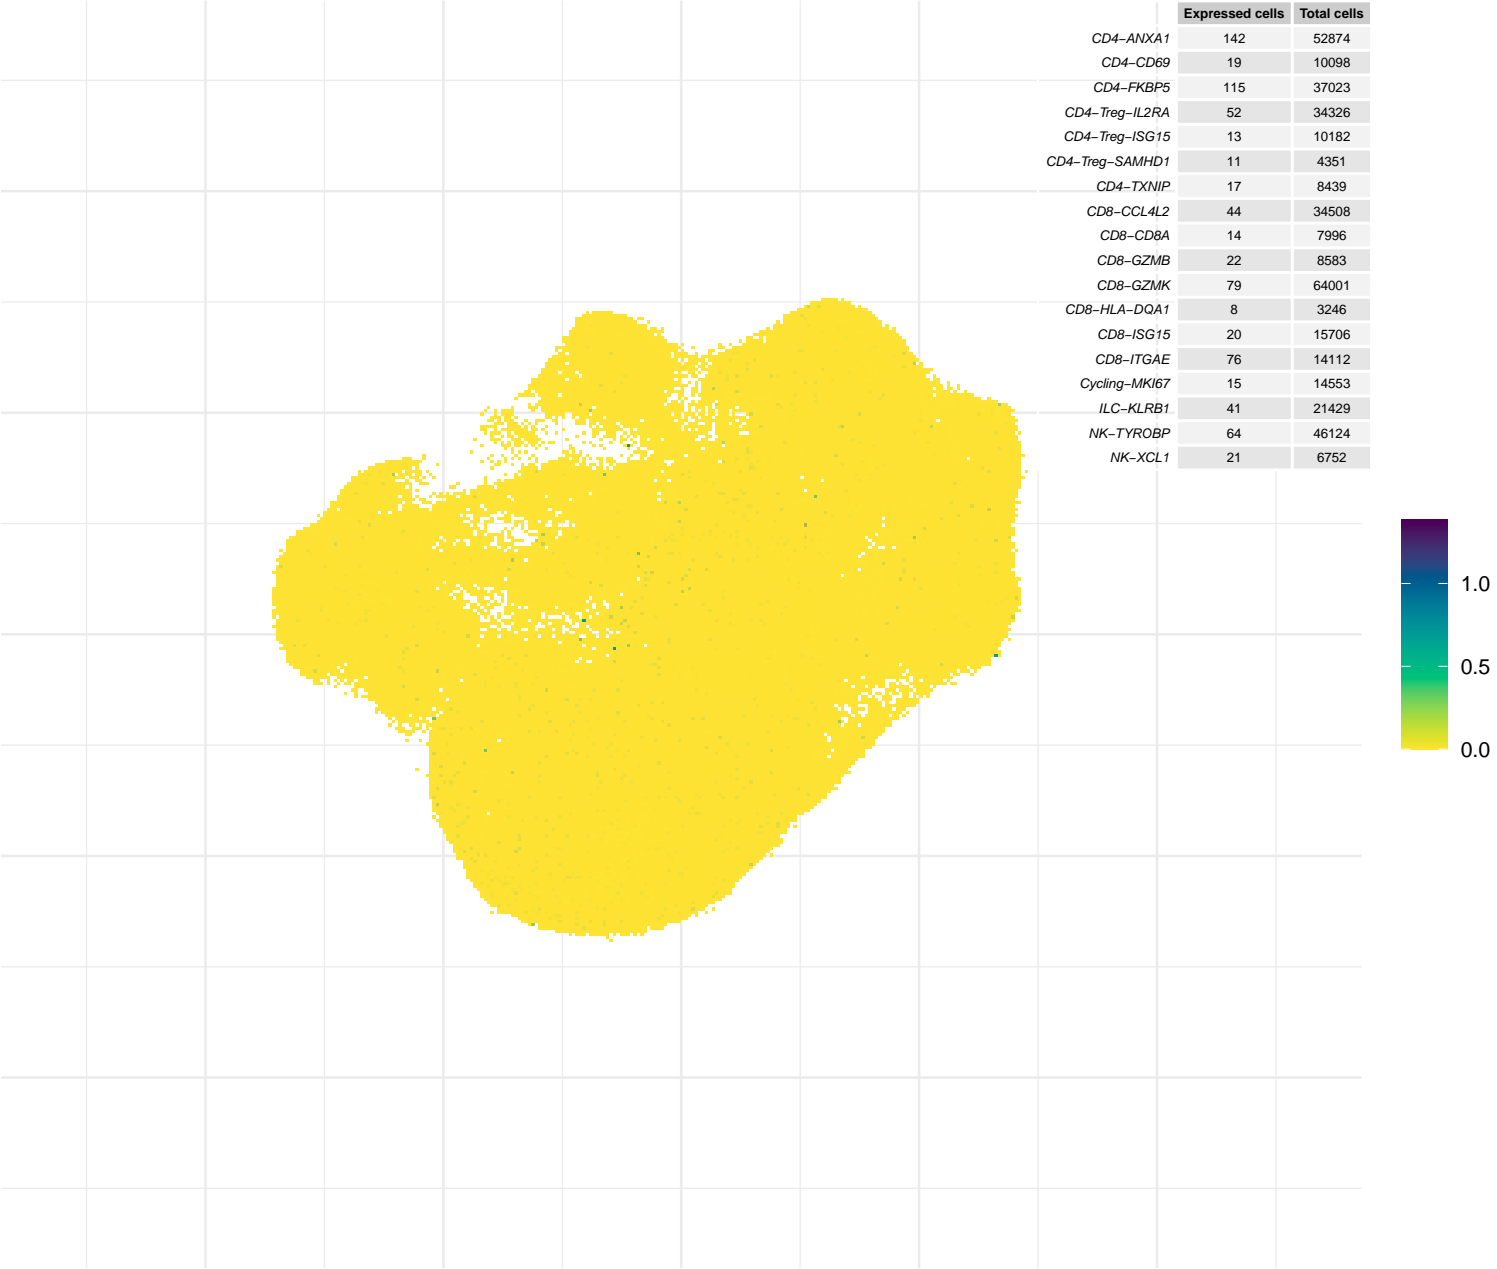 Expressed cells Total cells
CD4−ANXA1 142 52874
CD4−CD69 19 10098
CD4−FKBP5 115 37023
CD4−Treg−IL2RA 52 34326
CD4−Treg−ISG15 13 10182
CD4−Treg−SAMHD1 11 4351
CD4−TXNIP 17 8439
CD8−CCL4L2 44 34508
CD8−CD8A 14 7996
CD8−GZMB 22 8583
CD8−GZMK 79 64001
CD8−HLA−DQA1 8 3246
CD8−ISG15 20 15706
CD8−ITGAE 76 14112
Cycling−MKI67 15 14553
ILC−KLRB1 41 21429
NK−TYROBP 64 46124
NK−XCL1 21 6752
1.0
0.5
0.0